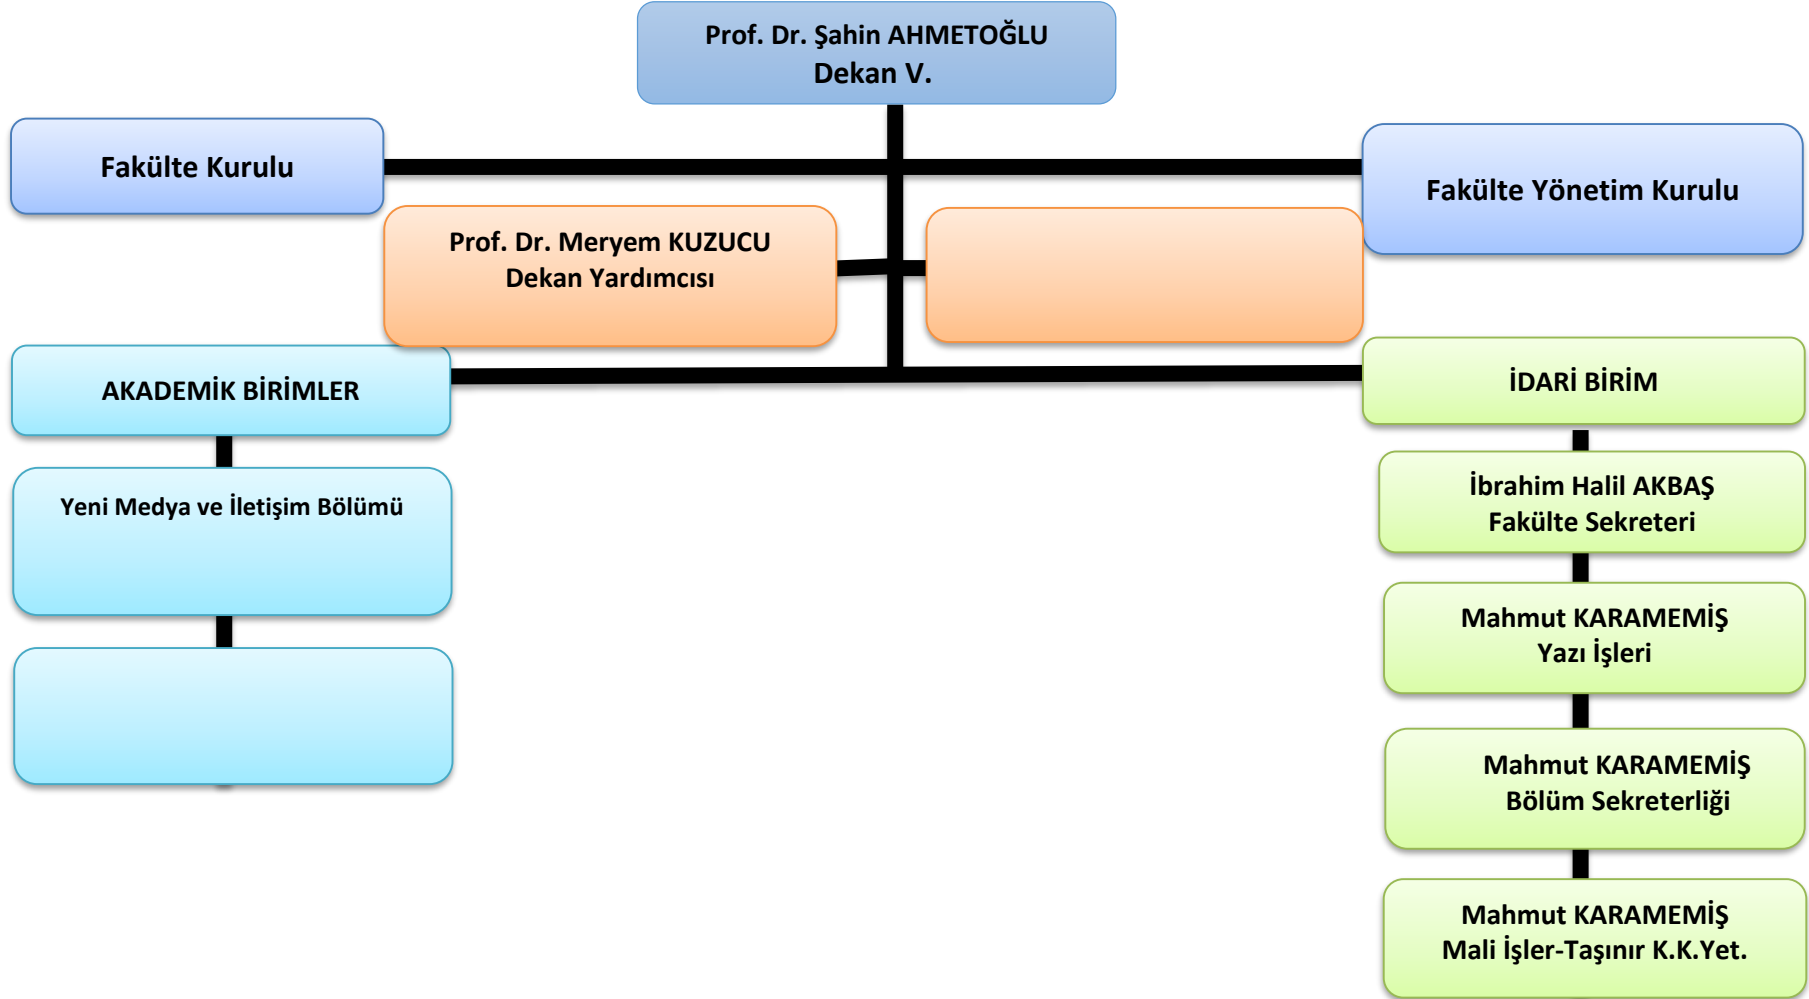 Prof. Dr. Şahin AHMETOĞLU
Dekan V.
Fakülte Kurulu
Fakülte Yönetim Kurulu
Prof. Dr. Meryem KUZUCU
Dekan Yardımcısı
AKADEMİK BİRİMLER
İDARİ BİRİM
Yeni Medya ve İletişim Bölümü
İbrahim Halil AKBAŞ
Fakülte Sekreteri
Mahmut KARAMEMİŞ
Yazı İşleri
Mahmut KARAMEMİŞ
Bölüm Sekreterliği
Mahmut KARAMEMİŞ
Mali İşler-Taşınır K.K.Yet.